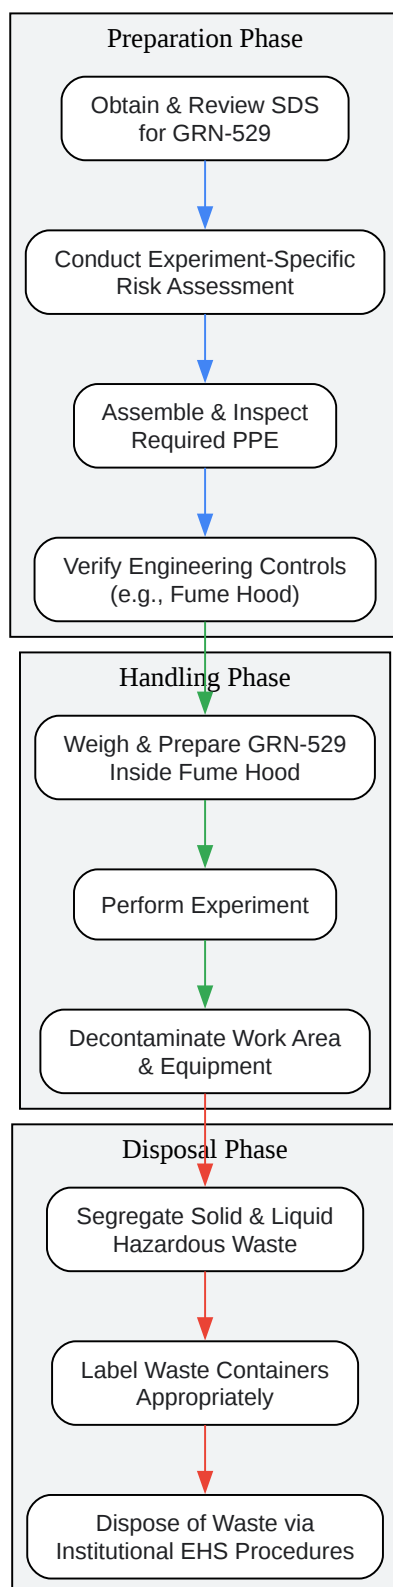 Preparation Phase
Obtain & Review SDS
for GRN-529
Conduct Experiment-Specific
Risk Assessment
Assemble & Inspect
Required PPE
Verify Engineering Controls
(e.g., Fume Hood)
Handling Phase
Weigh & Prepare GRN-529
Inside Fume Hood
Perform Experiment
Decontaminate Work Area
& Equipment
Disposal Phase
Segregate Solid & Liquid
Hazardous Waste
Label Waste Containers
Appropriately
Dispose of Waste via
Institutional EHS Procedures